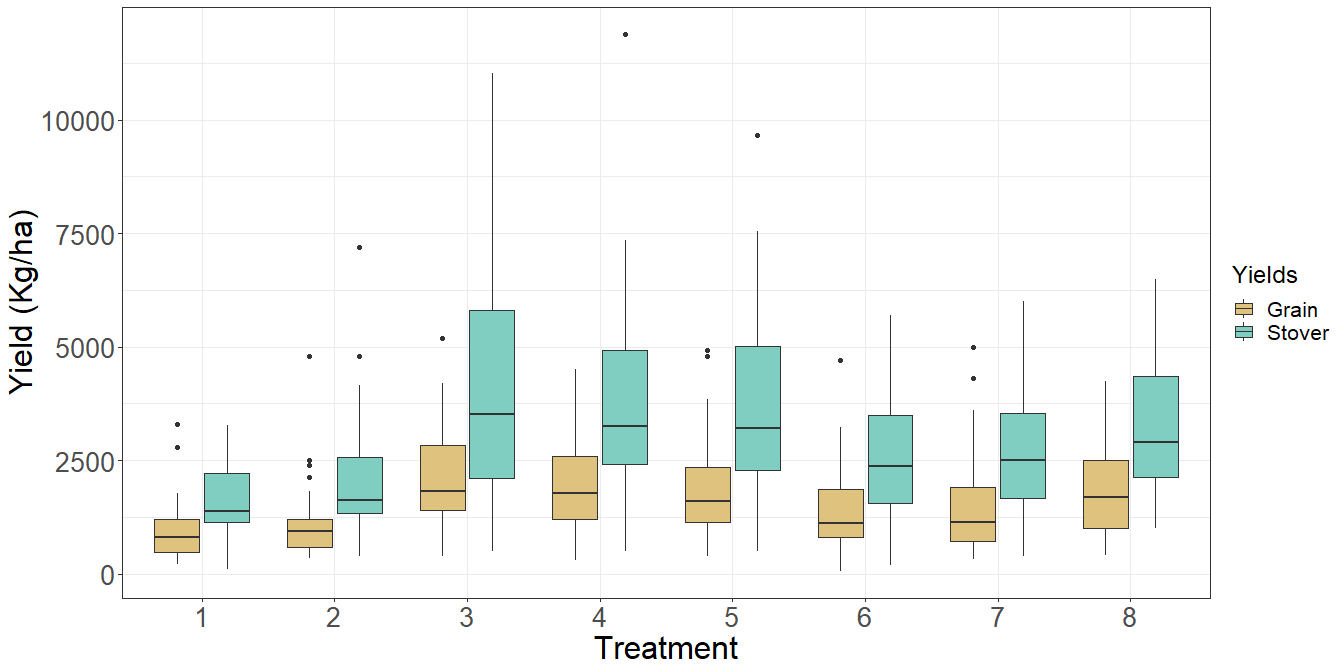 Yield (Kg/ha)
10000
7500
5000
2500
0
1 2 3 4 5 6 7 8
Treatment
Yields
Grain
Stover